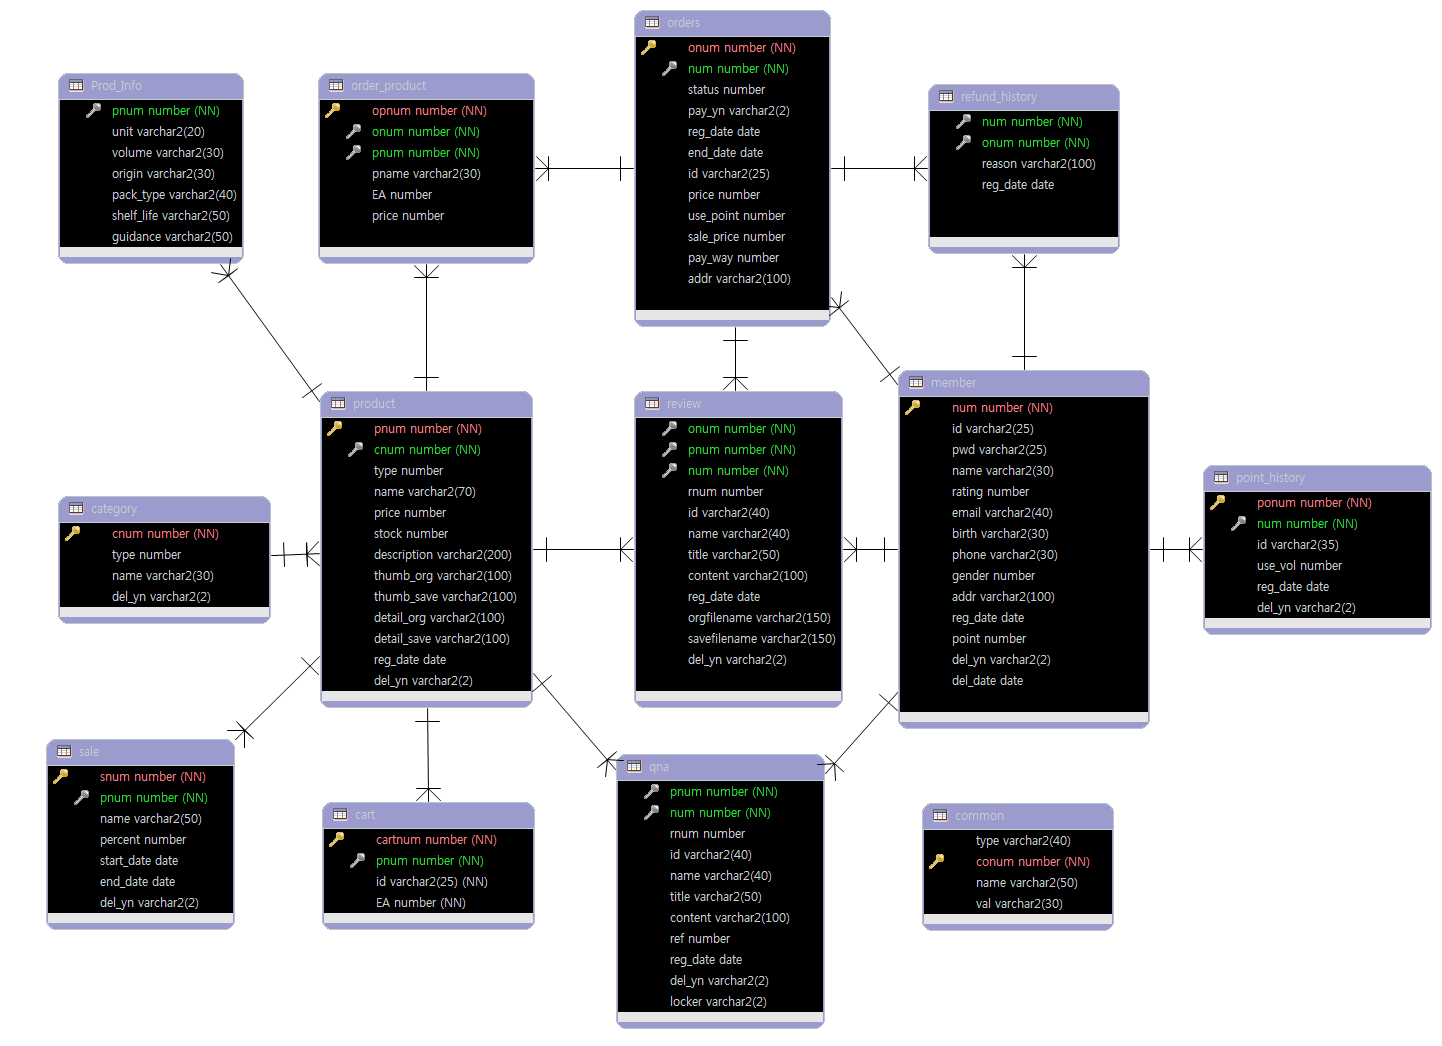 orders
onum number (NN)
num number (NN)
status number
pay_yn varchar2(2)
reg_date date
end_date date
id varchar2(25)
price number
use_point number
sale_price number
pay_way number
addr varchar2(100)
Prod_Info
pnum number (NN)
unit varchar2(20)
volume varchar2(30)
origin varchar2(30)
pack_type varchar2(40)
shelf_life varchar2(50)
guidance varchar2(50)
order_product
opnum number (NN)
onum number (NN)
pnum number (NN)
pname varchar2(30)
EA number
price number
refund_history
num number (NN)
onum number (NN)
reason varchar2(100)
reg_date date
product
pnum number (NN)
cnum number (NN)
type number
name varchar2(70)
price number
stock number
description varchar2(200)
thumb_org varchar2(100)
thumb_save varchar2(100)
detail_org varchar2(100)
detail_save varchar2(100)
reg_date date
del_yn varchar2(2)
review
onum number (NN)
pnum number (NN)
num number (NN)
rnum number
id varchar2(40)
name varchar2(40)
title varchar2(50)
content varchar2(100)
reg_date date
orgfilename varchar2(150)
savefilename varchar2(150)
del_yn varchar2(2)
member
num number (NN)
id varchar2(25)
pwd varchar2(25)
name varchar2(30)
rating number
email varchar2(40)
birth varchar2(30)
phone varchar2(30)
gender number
addr varchar2(100)
reg_date date
point number
del_yn varchar2(2)
del_date date
point_history
ponum number (NN)
num number (NN)
id varchar2(35)
use_vol number
reg_date date
del_yn varchar2(2)
category
cnum number (NN)
type number
name varchar2(30)
del_yn varchar2(2)
sale
snum number (NN)
pnum number (NN)
name varchar2(50)
percent number
start_date date
end_date date
del_yn varchar2(2)
cart
cartnum number (NN)
pnum number (NN)
id varchar2(25) (NN)
EA number (NN)
qna
pnum number (NN)
num number (NN)
rnum number
id varchar2(40)
name varchar2(40)
title varchar2(50)
content varchar2(100)
ref number
reg_date date
del_yn varchar2(2)
locker varchar2(2)
common
type varchar2(40)
conum number (NN)
name varchar2(50)
val varchar2(30)